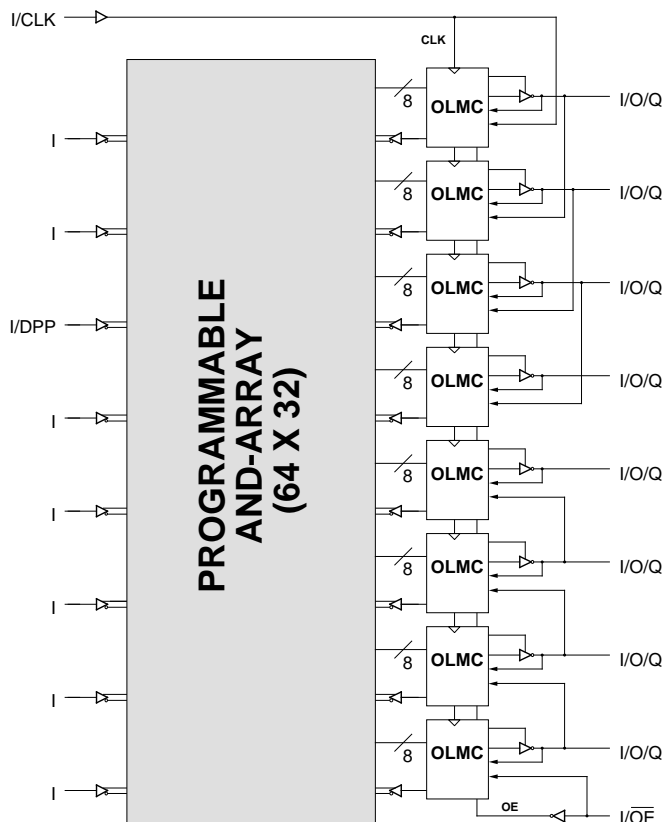 I/CLK
CLK
8
OLMC
I/O/Q
I
8
OLMC
I/O/Q
I
8
OLMC
I/O/Q
I/DPP
8
OLMC
I/O/Q
I
PROGRAMMABLE
AND-ARRAY
(64 X 32)
8
OLMC
I/O/Q
I
8
OLMC
I/O/Q
I
8
OLMC
I/O/Q
I
8
OLMC
I/O/Q
I
OE
I/OE